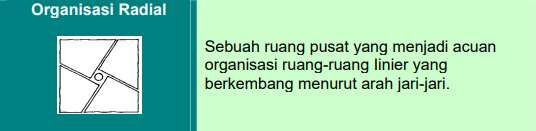 Organisasi Radial
Sebuah ruang pusat yang menjadi acuan
organisasi ruang-ruang linier yang
berkembang menurut arah jari-jari.